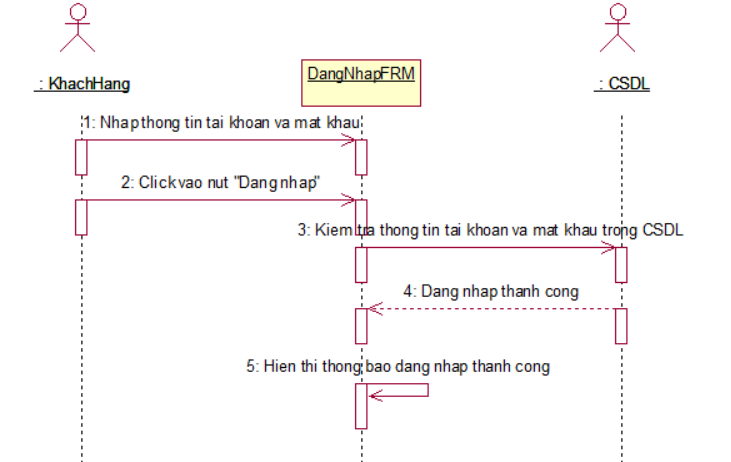 : KhachHang
DangNhapFRM
: CSDL
1: Nhap thong tin tai khoan va mat khau
2: Click vao nut "Dang nhap"
3: Kiem tra thong tin tai khoan va mat khau trong CSDL
4: Dang nhap thanh cong
5: Hien thi thong bao dang nhap thanh cong